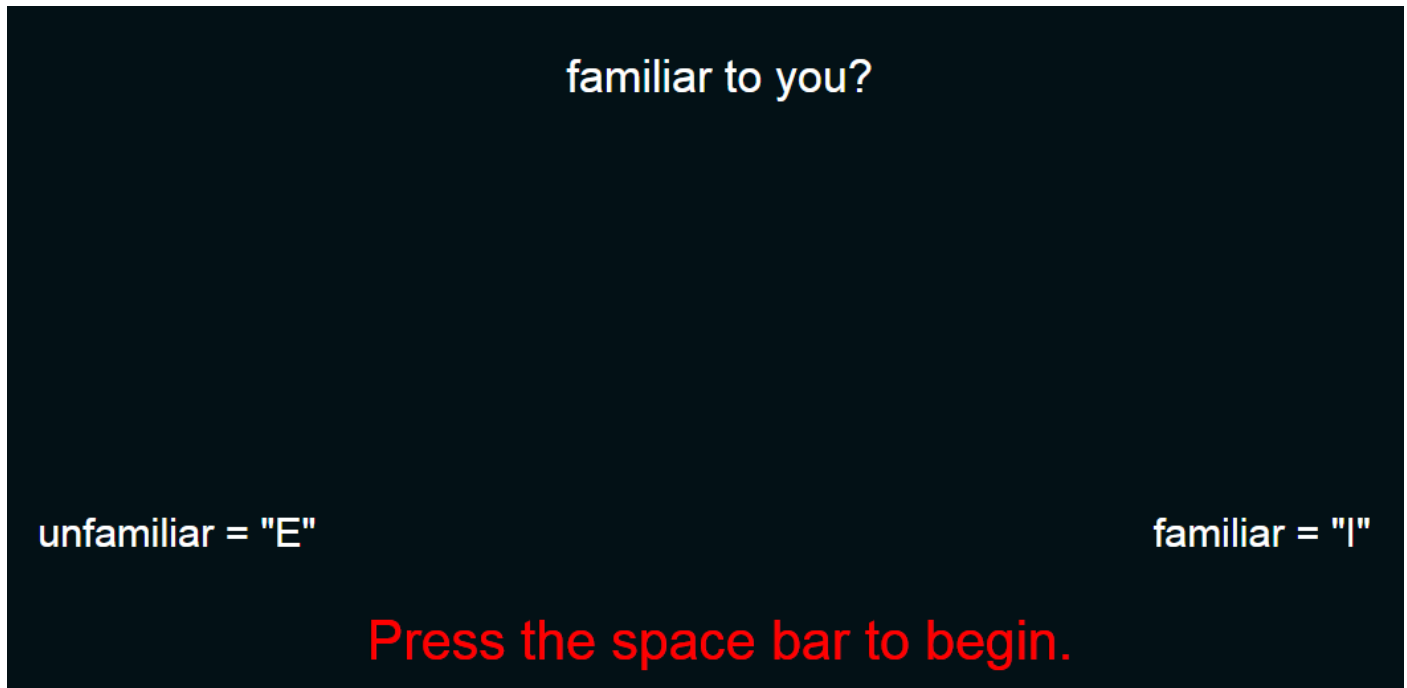 familiar to you?
unfamiliar = "E"
familiar = "I"
Press the space bar to begin.